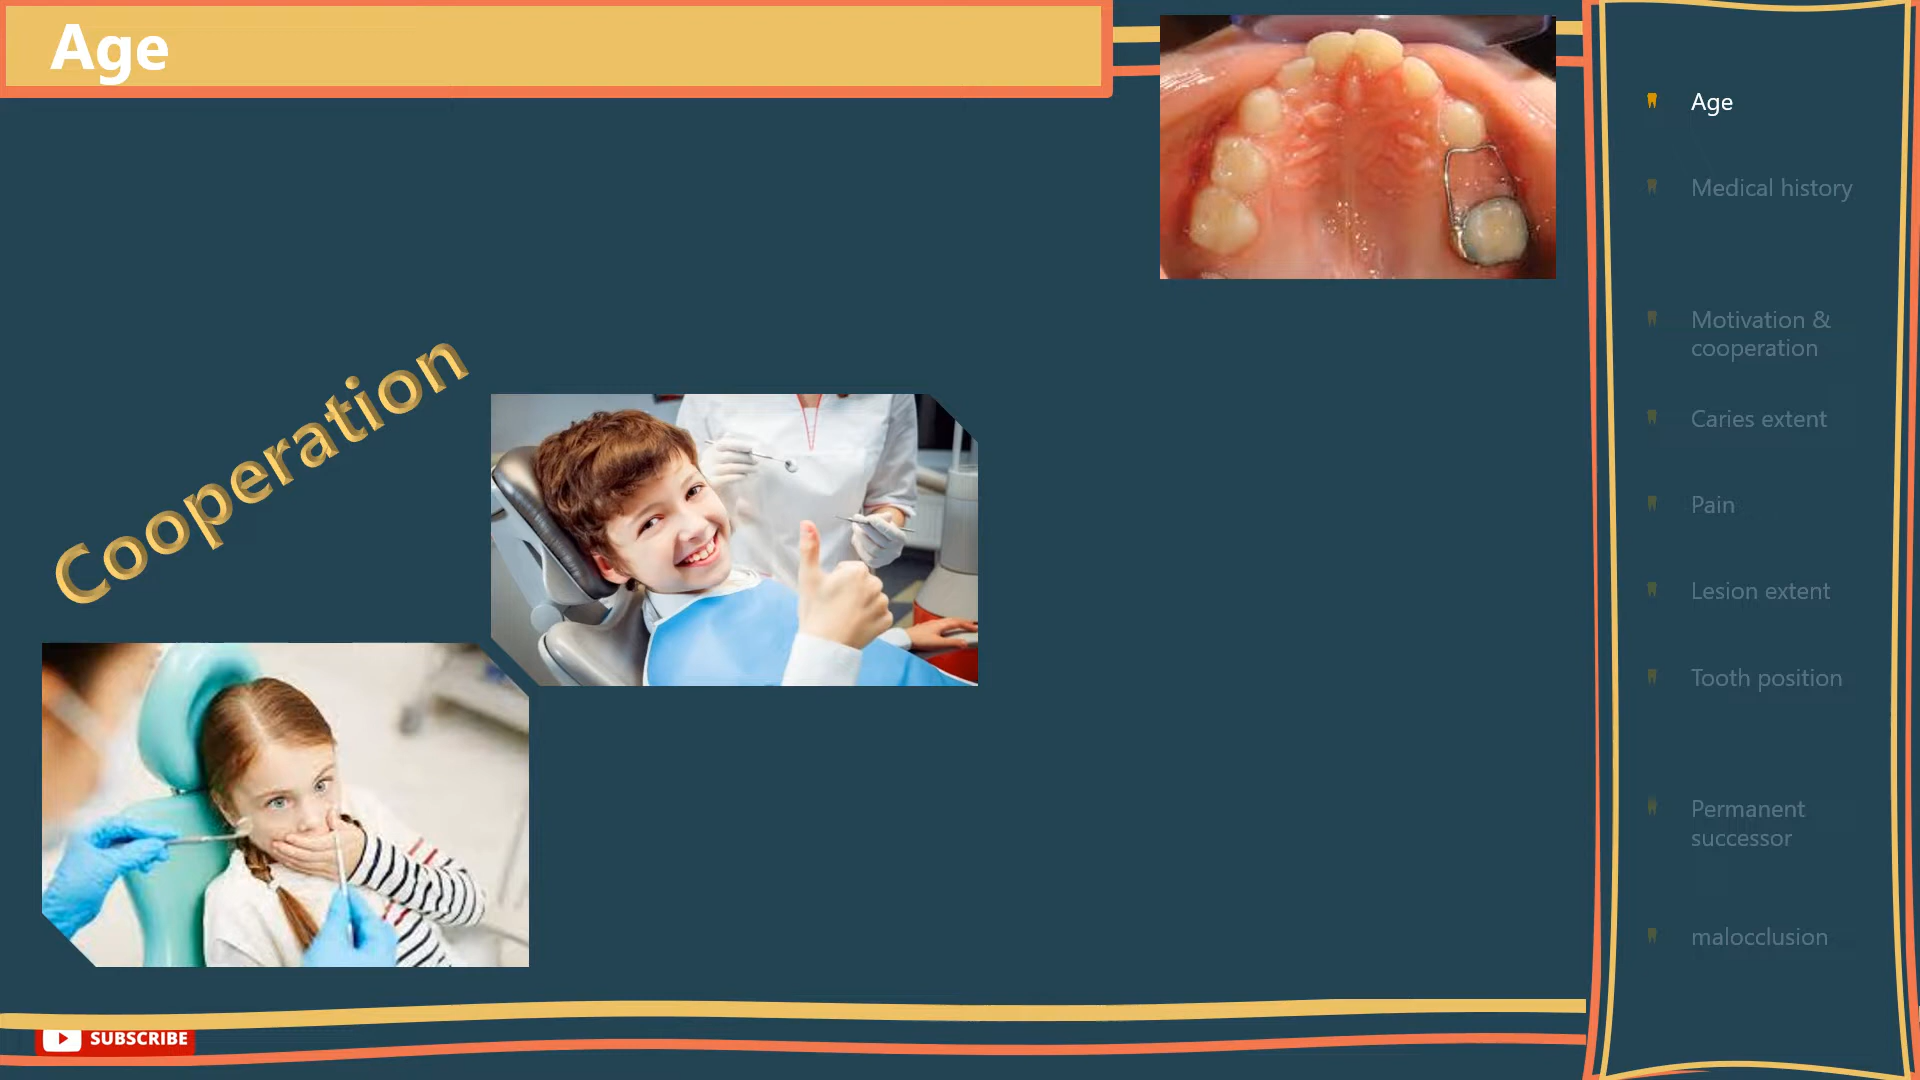 Age
Cooperation
SUBSCRIBE
Age
Medical history
Motivation &
cooperation
Caries extent
Pain
Lesion extent
Tooth position
Permanent
successor
malocclusion